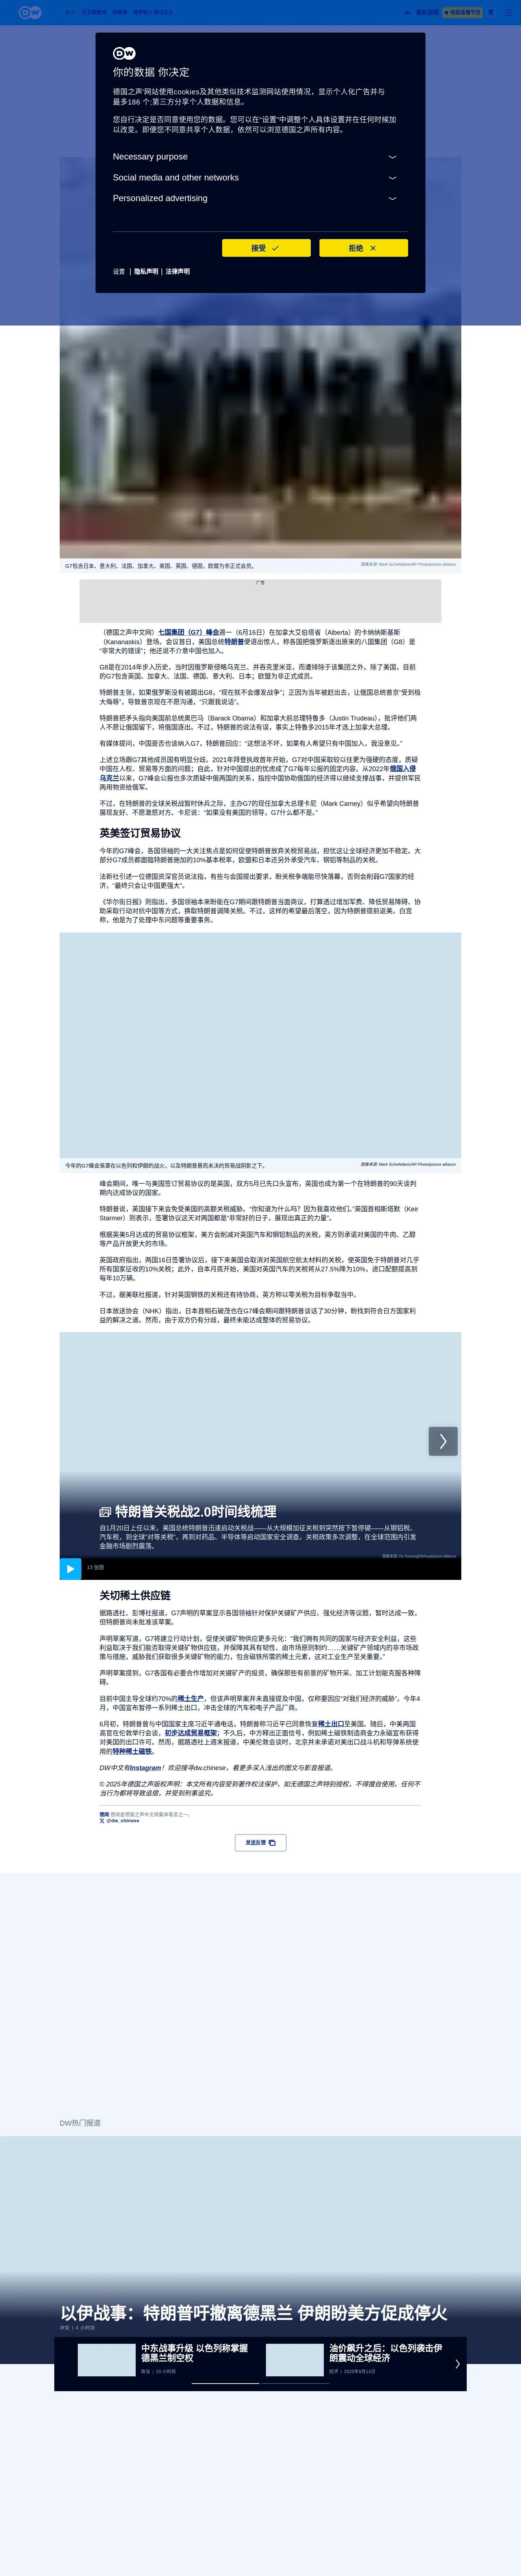 DW
你的数据 你决定
德国之声'网站使用cookies及其他类似技术监测网站使用情况，显示个人化广告并与
最多186 个;第三方分享个人数据和信息。
您自行决定是否同意使用您的数据。您可以在"设置"中调整个人具体设置并在任何时候加
以改变。即便您不同意共享个人数据，依然可以浏览德国之声所有内容。
Necessary purpose
Social media and other networks
Personalized advertising
接受
拒绝
设置 | 隐私声明 | 法律声明
G7包含日本、意大利、法国、加拿大、美国、英国、德国，欧盟为非正式会员。
图像来源: Mark Schiefelbein/AP Photo/picture alliance
广告
（德国之声中文网）七国集团（G7）峰会週一（6月16日）在加拿大艾伯塔省（Alberta）的卡纳纳斯基斯
（Kananaskis）登场。会议首日，美国总统特朗普便语出惊人，称各国把俄罗斯逐出原来的八国集团（G8）是
"非常大的错误"；他还说不介意中国也加入。
G8是在2014年步入历史，当时因俄罗斯侵略乌克兰、并吞克里米亚，而遭排除于该集团之外。除了美国，目前
的G7包含英国、加拿大、法国、德国、意大利、日本；欧盟为非正式成员。
特朗普主张，如果俄罗斯没有被踢出G8，"现在就不会爆发战争"；正因为当年被赶出去，让俄国总统普京"受到极
大侮辱"，导致普京现在不愿沟通，"只跟我说话"。
特朗普把矛头指向美国前总统奥巴马（Barack Obama）和加拿大前总理特鲁多（Justin Trudeau），批评他们两
人不愿让俄国留下，将俄国逐出。不过，特朗普的说法有误，事实上特鲁多2015年才选上加拿大总理。
有媒体提问，中国是否也该纳入G7，特朗普回应："这想法不坏，如果有人希望只有中国加入，我没意见。"
上述立场跟G7其他成员国有明显分歧。2021年拜登执政首年开始，G7对中国采取较以往更为强硬的态度，质疑
中国在人权、贸易等方面的问题；自此，针对中国提出的忧虑成了G7每年公报的固定内容。从2022年俄国入侵
乌克兰以来，G7峰会公报也多次质疑中俄两国的关系，指控中国协助俄国的经济得以继续支撑战事，并提供军民
两用物资给俄军。
不过，在特朗普的全球关税战暂时休兵之际，主办G7的现任加拿大总理卡尼（Mark Carney）似乎希望向特朗普
展现友好、不愿激怒对方。卡尼说："如果没有美国的领导，G7什么都不是。"
英美签订贸易协议
今年的G7峰会，各国领袖的一大关注焦点是如何促使特朗普放弃关税贸易战，担忧这让全球经济更加不稳定。大
部分G7成员都面临特朗普施加的10%基本税率，欧盟和日本还另外承受汽车、钢铝等制品的关税。
法新社引述一位德国资深官员说法指，有些与会国提出要求，盼关税争端能尽快落幕，否则会削弱G7国家的经
济，"最终只会让中国更强大"。
《华尔街日报》则指出，多国领袖本来盼能在G7期间跟特朗普当面商议，打算透过增加军费、降低贸易障碍、协
助采取行动对抗中国等方式，换取特朗普调降关税。不过，这样的希望最后落空，因为特朗普提前返美。白宫
称，他是为了处理中东问题等重要事务。
今年的G7峰会笼罩在以色列和伊朗的战火，以及特朗普悬而未决的贸易战阴影之下。
图像来源: Mark Schiefelbein/AP Photo/picture alliance
峰会期间，唯一与美国签订贸易协议的是英国，双方5月已先口头宣布，英国也成为第一个在特朗普的90天谈判
期内达成协议的国家。
特朗普说，英国接下来会免受美国的高额关税威胁。"你知道为什么吗？因为我喜欢他们。"英国首相斯塔默（Keir
Starmer）则表示，签署协议这天对两国都是"非常好的日子，展现出真正的力量"。
根据英美5月达成的贸易协议框架，美方会削减对英国汽车和钢铝制品的关税，英方则承诺对美国的牛肉、乙醇
等产品开放更大的市场。
英国政府指出，两国16日签署协议后，接下来美国会取消对英国航空航太材料的关税，使英国免于特朗普对几乎
所有国家征收的10%关税；此外，自本月底开始，美国对英国汽车的关税将从27.5%降为10%，进口配额提高到
每年10万辆。
不过，据美联社报道，针对英国钢铁的关税还有待协商，英方称以零关税为目标争取当中。
日本放送协会（NHK）指出，日本首相石破茂也在G7峰会期间跟特朗普谈话了30分钟，盼找到符合日方国家利
益的解决之道。然而，由于双方仍有分歧，最终未能达成整体的贸易协议。
特朗普关税战2.0时间线梳理
自1月20日上任以来，美国总统特朗普迅速启动关税战——从大规模加征关税到突然按下暂停键——从钢铝税、
汽车税，到全球"对等关税"，再到对药品、半导体等启动国家安全调查。关税政策多次调整，在全球范围内引发
金融市场剧烈震荡。
13 张图
关切稀土供应链
据路透社、彭博社报道，G7声明的草案显示各国领袖针对保护关键矿产供应、强化经济等议题，暂时达成一致，
但特朗普尚未批准该草案。
声明草案写道，G7将建立行动计划，促使关键矿物供应更多元化："我们拥有共同的国家与经济安全利益，这些
利益取决于我们能否取得关键矿物供应链，并保障其具有韧性、由市场原则制约……关键矿产领域内的非市场政
策与措施，威胁我们获取很多关键矿物的能力，包含磁铁所需的稀土元素，这对工业生产至关重要。"
声明草案提到，G7各国有必要合作增加对关键矿产的投资，确保那些有前景的矿物开采、加工计划能克服各种障
碍。
目前中国主导全球约70%的稀土生产，但该声明草案并未直接提及中国，仅称要因应"对我们经济的威胁"。今年4
月，中国宣布暂停一系列稀土出口，冲击全球的汽车和电子产品厂商。
6月初，特朗普曾与中国国家主席习近平通电话，特朗普称习近平已同意恢复稀土出口至美国。随后，中美两国
高官在伦敦举行会谈，初步达成贸易框架；不久后，中方释出正面信号，例如稀土磁铁制造商金力永磁宣布获得
对美国的出口许可。然而，据路透社上週末报道，中美伦敦会谈时，北京并未承诺对美出口战斗机和导弹系统使
用的特种稀土磁铁。
DW中文有Instagram！欢迎搜寻dw.chinese，看更多深入浅出的图文与影音报道。
© 2025年德国之声版权声明：本文所有内容受到著作权法保护，如无德国之声特别授权，不得擅自使用。任何不
当行为都将导致追偿，并受到刑事追究。
德闻 德闻是德国之声中文网集体笔名之一。
@dw_chinese
发送反馈
DW热门报道
以伊战事：特朗普吁撤离德黑兰 伊朗盼美方促成停火
冲突 | 4 小时前
中东战事升级 以色列称掌握
德黑兰制空权
政治 | 20 小时前
油价飙升之后：以色列袭击伊
朗震动全球经济
经济 | 2025年6月14日